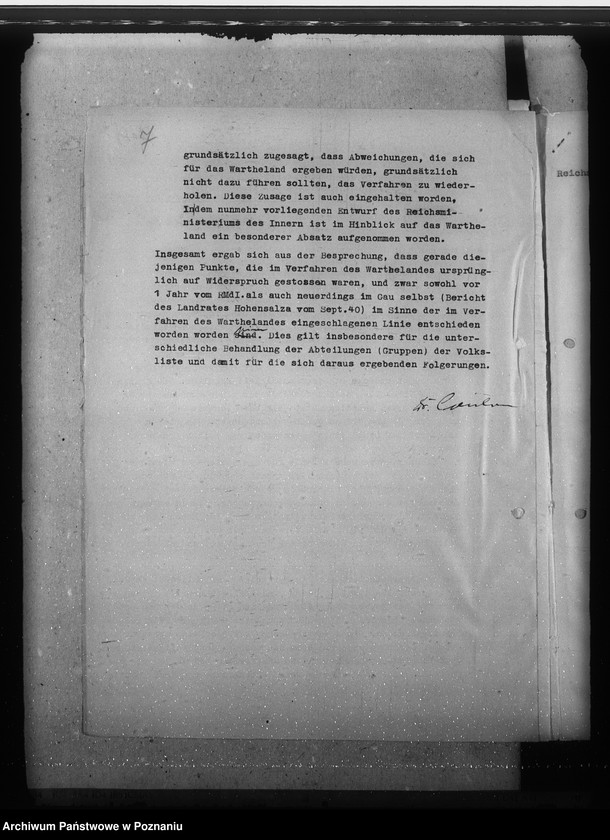 7
grundsätzlich zugesagt, dass Abweichungen, die sich
für das Wartheland ergeben würden, grundsätzlich
nicht dazu führen sollten, das Verfahren zu wieder-
holen. Diese Zusage ist auch eingehalten worden.
In dem nunmehr vorliegenden Entwurf des Reichsmi-
nisteriums des Innern ist im Hinblick auf das Warthe-
land ein besonderer Absatz aufgenommen worden.
Insgesamt ergab sich aus der Besprechung, dass gerade die-
jenigen Punkte, die im Verfahren des Warthelandes ursprüng-
lich auf Widerspruch gestossen waren, und zwar sowohl vor
1 Jahr vom RMdI.als auch neuerdings im Gau selbst (Bericht
des Landrates Hohensalza vom Sept.40) im Sinne der im Ver-
fahren des Warthelandes eingeschlagenen Linie entschieden
worden worden sind. Dies gilt insbesondere für die unter-
schiedliche Behandlung der Abteilungen (Gruppen) der Volks-
liste und damit für die sich daraus ergebenden Folgerungen.
Dr.
Reichs
Archiwum Państwowe w Poznaniu